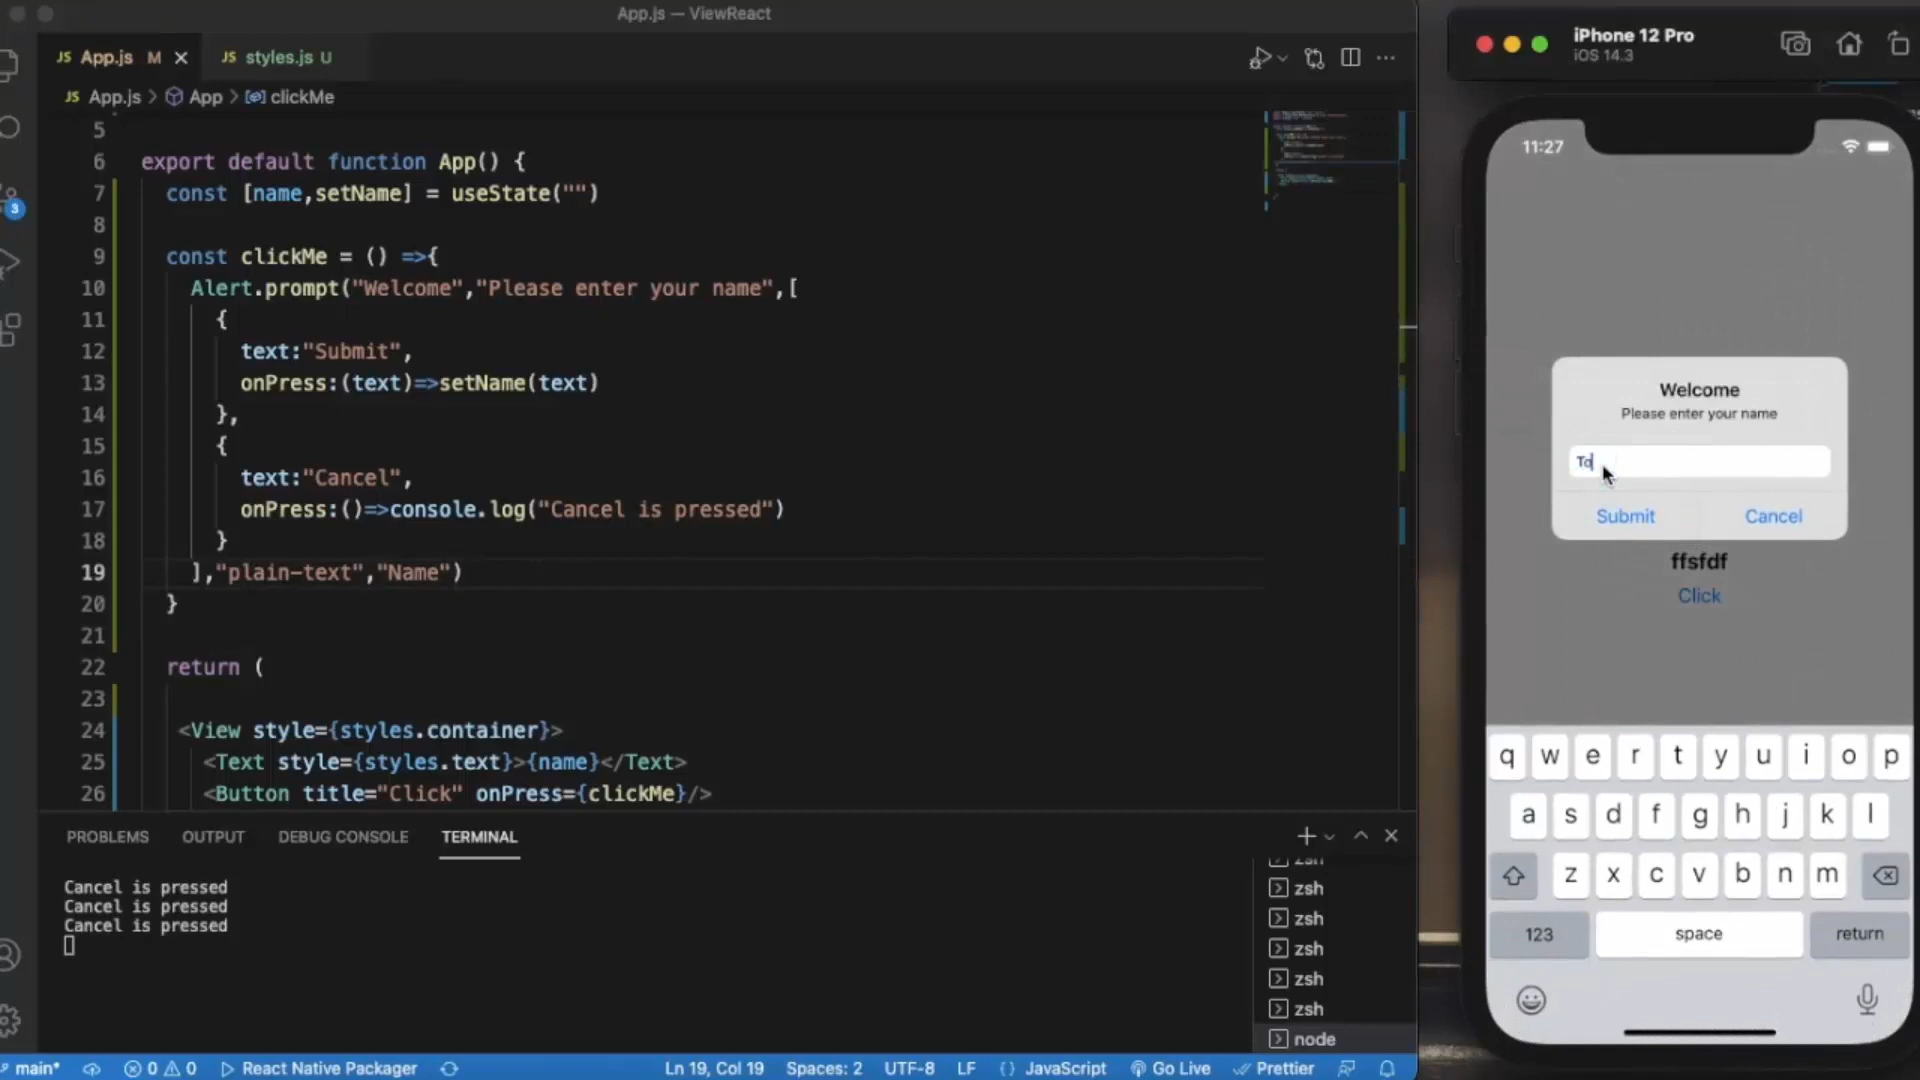 App.js — ViewReact
JS App.js M
JS styles.js U
JS App.js > App > clickMe
5
6 export default function App() {
7 const [name,setName] = useState("")
8
9 const clickMe = () =>{
10 Alert.prompt("Welcome","Please enter your name",[
11 {
12 text:"Submit",
13 onPress:(text)=>setName(text)
14 },
15 {
16 text:"Cancel",
17 onPress:()=>console.log("Cancel is pressed")
18 }
19 ],"plain-text","Name")
20 }
21
22 return (
23
24 <View style={styles.container}>
25 <Text style={styles.text}>{name}</Text>
26 <Button title="Click" onPress={clickMe}/>
3
PROBLEMS OUTPUT DEBUG CONSOLE TERMINAL
Cancel is pressed
Cancel is pressed
Cancel is pressed
zsh
zsh
zsh
zsh
zsh
zsh
node
main* 0 0 React Native Packager Ln 19, Col 19 Spaces: 2 UTF-8 LF {} JavaScript Go Live Prettier
iPhone 12 Pro
iOS 14.3
11:27
Welcome
Please enter your name
To
Submit Cancel
ffsfdf
Click
q w e r t y u i o p
a s d f g h j k l
z x c v b n m
123 space return